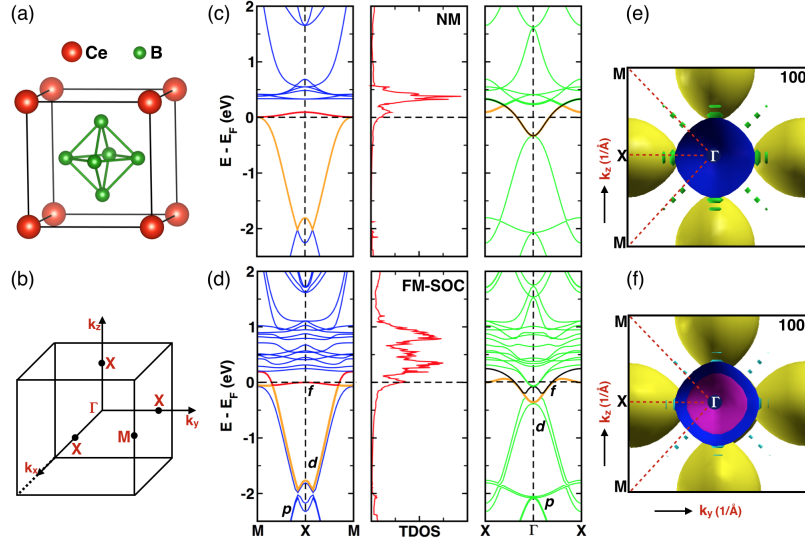 (a)
Ce B
(b)
kz
X
Γ X
ky
M
X
kx
(c)
NM
E - EF (eV)
2
1
0
-1
-2
(d)
FM-SOC
E - EF (eV)
2
1
0
-1
-2
f
d
p
f
d
p
M X M
TDOS
X Γ X
(e)
M
100
X
Γ
kz (1/Å)
M
(f)
M
100
X
Γ
kz (1/Å)
M
ky (1/Å)